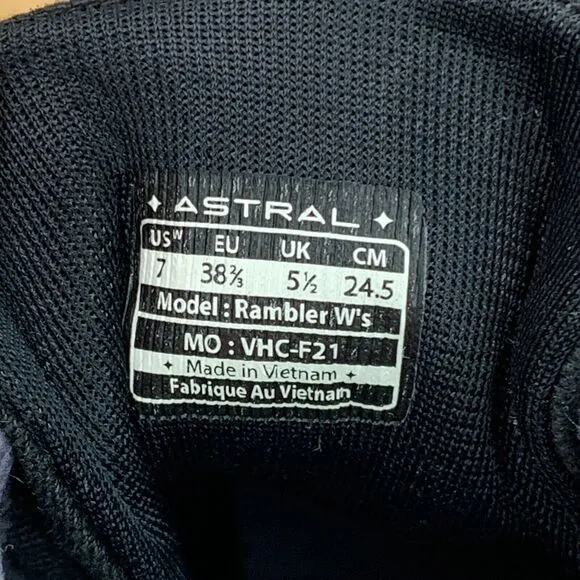 ✦ ASTRAL ✦
USW EU UK CM
7 38⅔ 5½ 24.5
Model : Rambler W's
MO : VHC-F21
✦ Made in Vietnam ✦
Fabrique Au Vietnam